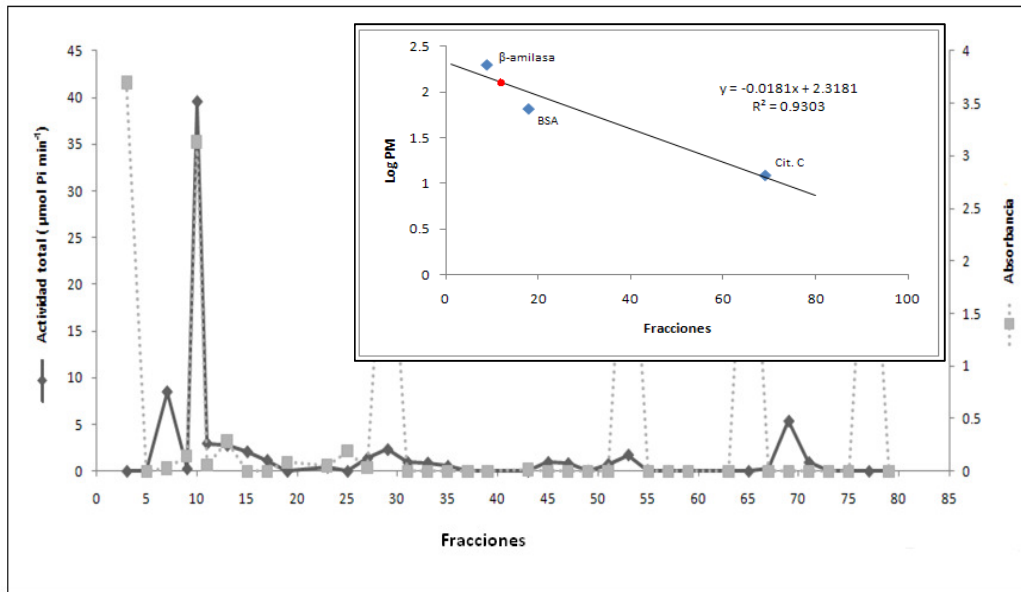 Actividad total ( µmol Pi min⁻¹)
45
40
35
30
25
20
15
10
5
0
0 5 10 15 20 25 30 35 40 45 50 55 60 65 70 75 80 85
Fracciones
4
3.5
3
2.5
2
1.5
1
0.5
0
Absorbancia
Log PM
2.5
2
1.5
1
0.5
0
0 20 40 60 80 100
Fracciones
β-amilasa
BSA
Cit. C
y = -0.0181x + 2.3181
R² = 0.9303